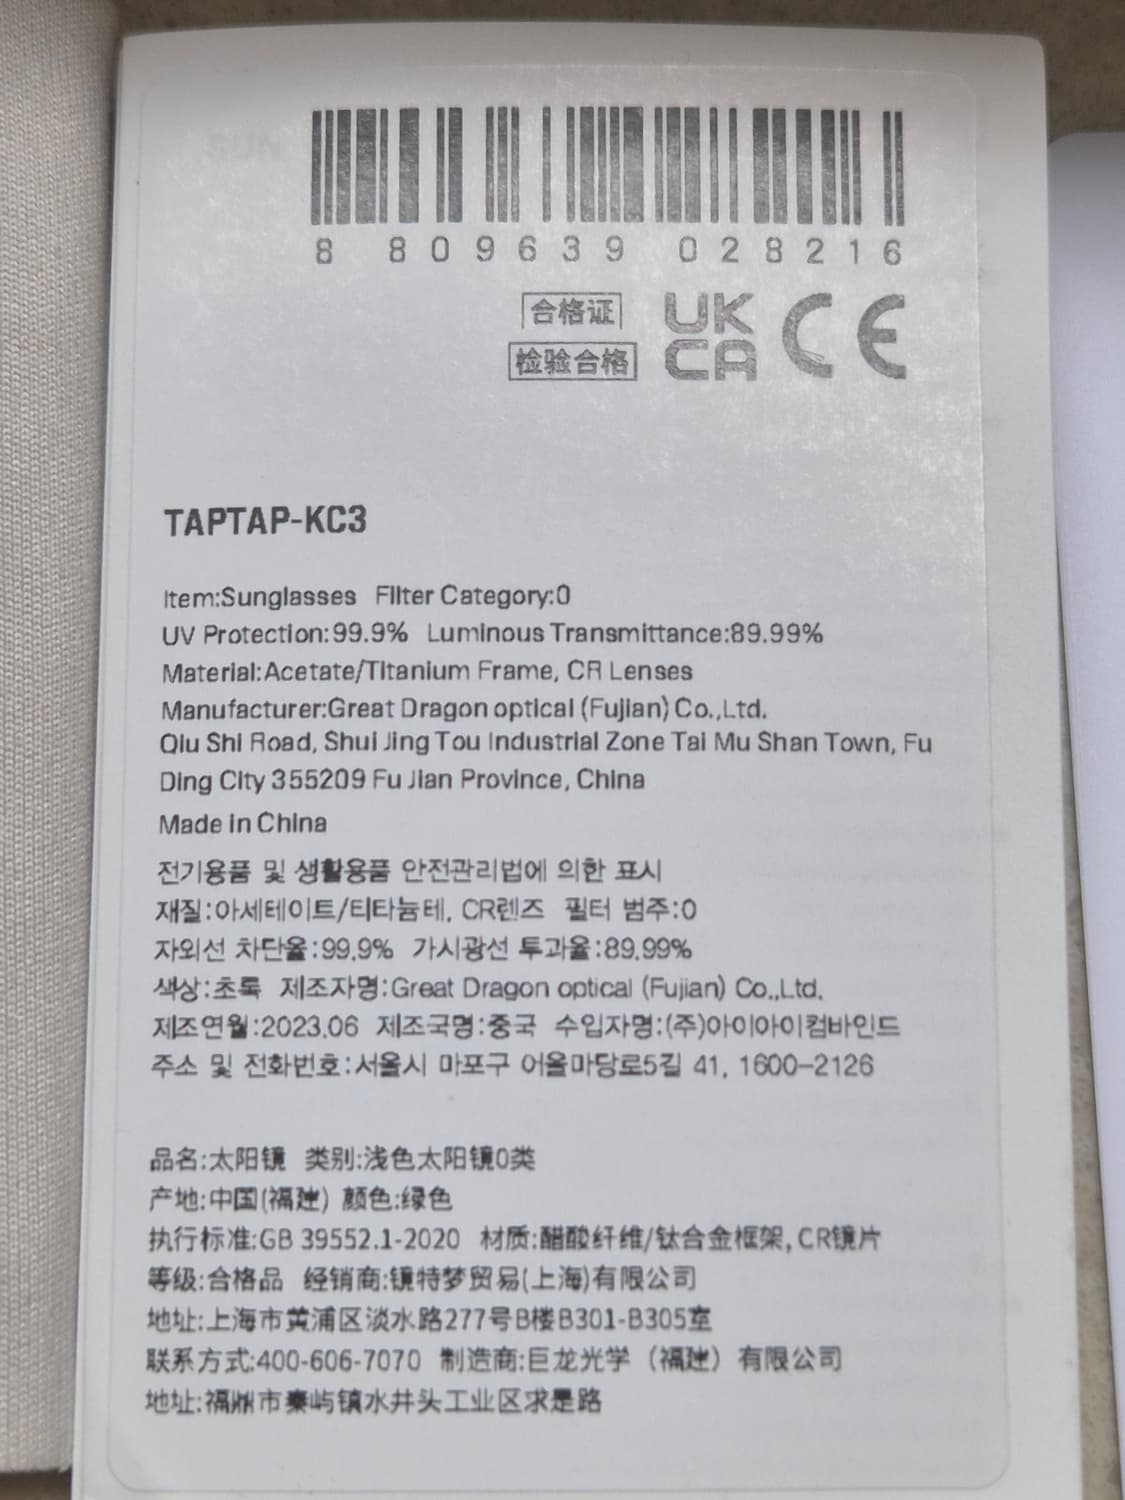 8 809639 028216
合格证
检验合格
UK
CA
CE
TAPTAP-KC3
Item:Sunglasses Filter Category:0
UV Protection:99.9% Luminous Transmittance:89.99%
Material:Acetate/Titanium Frame, CR Lenses
Manufacturer:Great Dragon optical (Fujian) Co.,Ltd.
Qiu Shi Road, Shui Jing Tou Industrial Zone Tai Mu Shan Town, Fu
Ding City 355209 Fu Jian Province, China
Made in China
전기용품 및 생활용품 안전관리법에 의한 표시
재질:아세테이트/티타늄테, CR렌즈 필터 범주:0
자외선 차단율:99.9% 가시광선 투과율:89.99%
색상:초록 제조자명:Great Dragon optical (Fujian) Co.,Ltd.
제조연월:2023.06 제조국명:중국 수입자명:(주)아이아이컴바인드
주소 및 전화번호:서울시 마포구 어울마당로5길 41, 1600-2126
品名:太阳镜 类别:浅色太阳镜0类
产地:中国(福建) 颜色:绿色
执行标准:GB 39552.1-2020 材质:醋酸纤维/钛合金框架, CR镜片
等级:合格品 经销商:镜特梦贸易(上海)有限公司
地址:上海市黄浦区淡水路277号B楼B301-B305室
联系方式:400-606-7070 制造商:巨龙光学（福建）有限公司
地址:福鼎市秦屿镇水井头工业区求是路